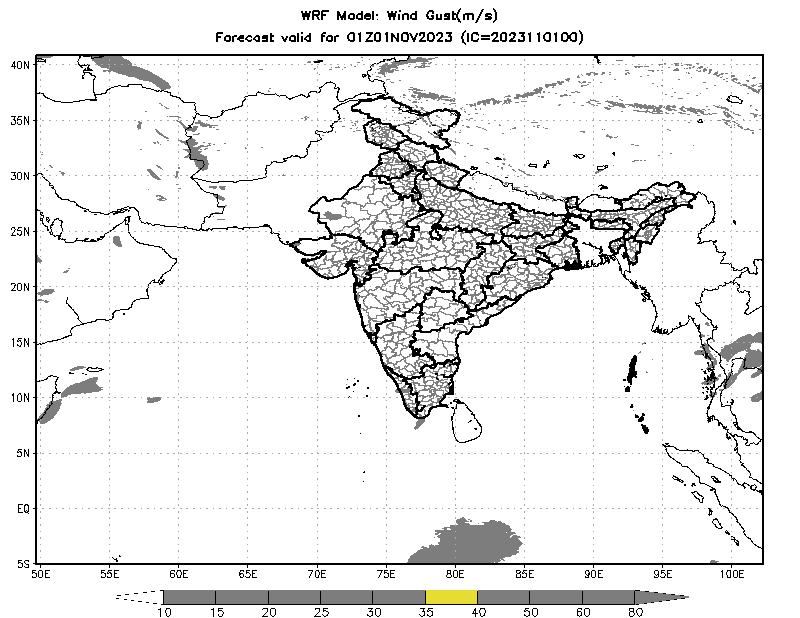 WRF Model: Wind Gust(m/s)
Forecast valid for 01Z01NOV2023 (IC=2023110100)
40N
35N
30N
25N
20N
15N
10N
5N
EQ
5S
50E 55E 60E 65E 70E 75E 80E 85E 90E 95E 100E
10 15 20 25 30 35 40 50 60 80